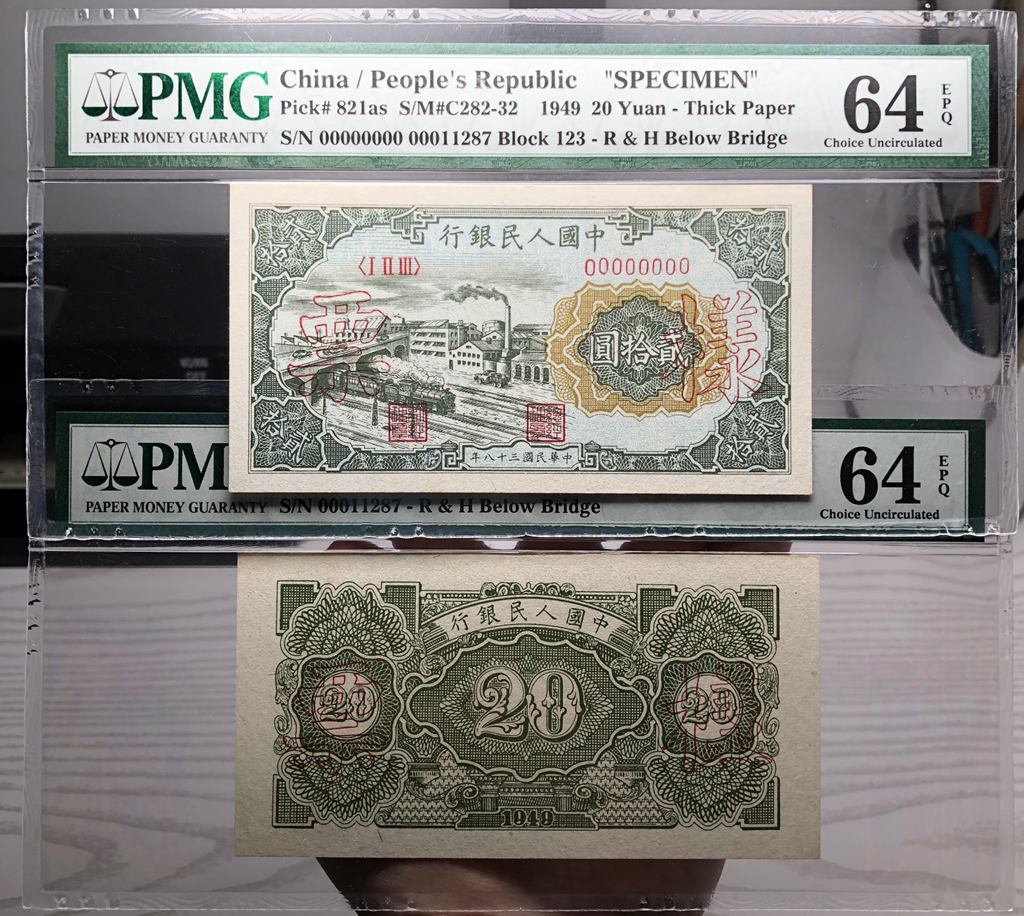 PMG
PAPER MONEY GUARANTY
China / People's Republic "SPECIMEN"
Pick# 821as S/M#C282-32 1949 20 Yuan - Thick Paper
S/N 00000000 00011287 Block 123 - R & H Below Bridge
64 EPQ
Choice Uncirculated
行銀民人國中
〈I II III〉
00000000
票
樣
圓拾貳
年八十三國民華中
PM
PAPER MONEY GUARANTY
S/N 00011287 - R & H Below Bridge
64 EPQ
Choice Uncirculated
行銀民人國中
20
20
20
1949